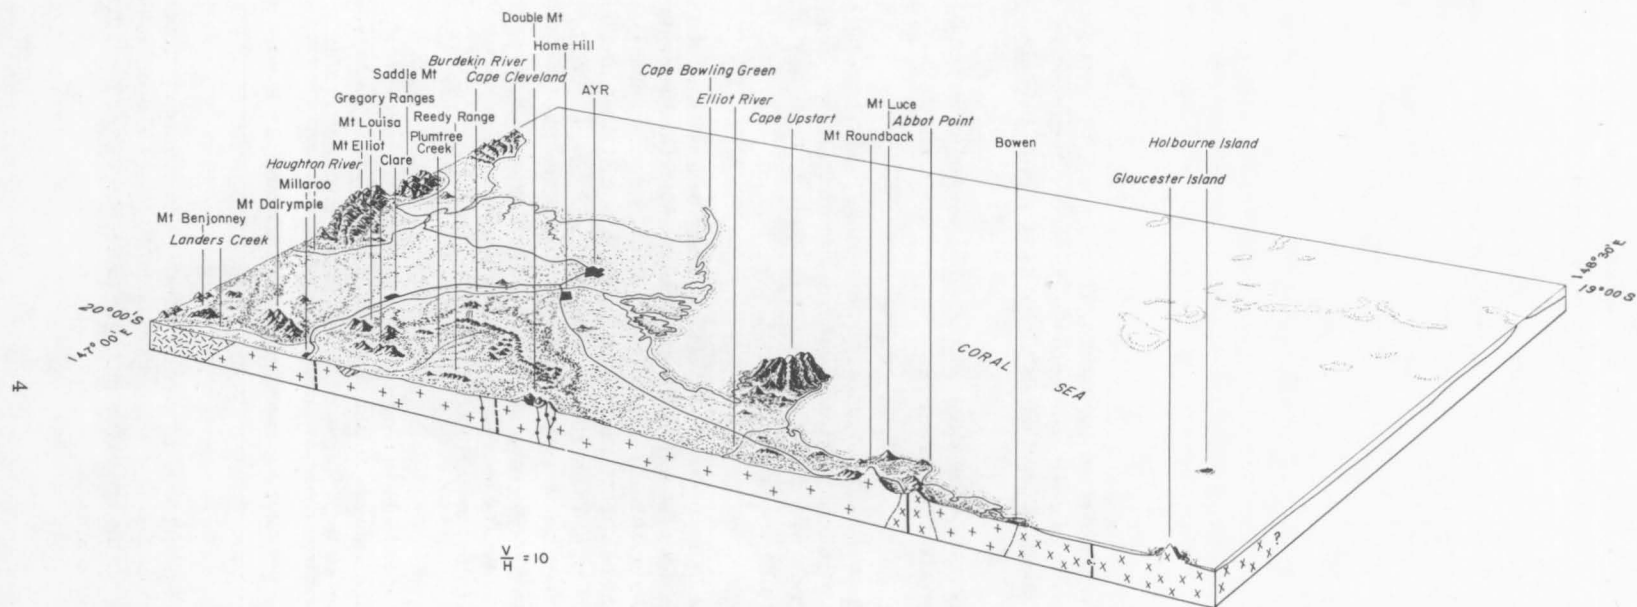 Double Mt
Home Hill
Burdekin River
Cape Cleveland
Saddle Mt
Cape Bowling Green
AYR
Gregory Ranges
Elliot River
Mt Luce
Reedy Range
Cape Upstart
Abbot Point
Mt Louisa
Plumtree
Creek
Mt Roundback
Bowen
Holbourne Island
Mt Elliot
Clare
Haughton River
Gloucester Island
Millaroo
Mt Dalrymple
Mt Benjonney
Landers Creek
148°30'E
19°00'S
20°00'S
147°00'E
CORAL SEA
4
V/H = 10
?